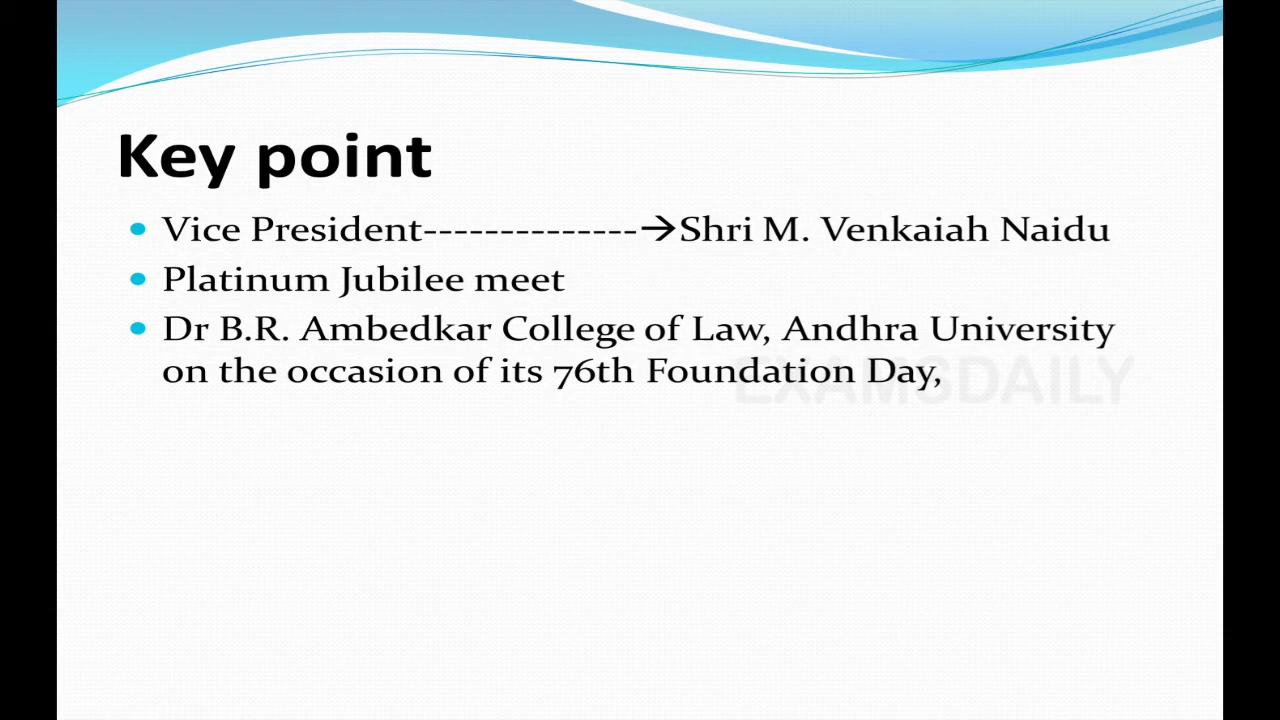 Key point
Vice President--------------→Shri M. Venkaiah Naidu
Platinum Jubilee meet
Dr B.R. Ambedkar College of Law, Andhra University
on the occasion of its 76th Foundation Day,
EXAMSDAILY